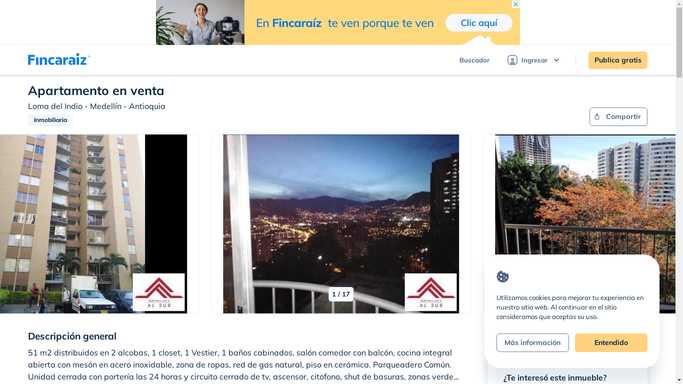 En Fincaraíz te ven porque te ven
Clic aquí
Fincaraíz
Buscador
Ingresar
Publica gratis
Apartamento en venta
Loma del Indio - Medellín - Antioquia
Inmobiliaria
Compartir
AL SUR
1 / 17
AL SUR
Utilizamos cookies para mejorar tu experiencia en
nuestro sitio web. Al continuar en el sitio
consideramos que aceptas su uso.
Más información
Entendido
Descripción general
51 m2 distribuidos en 2 alcobas, 1 closet, 1 Vestier, 1 baños cabinados, salón comedor con balcón, cocina integral
abierta con mesón en acero inoxidable, zona de ropas, red de gas natural, piso en cerámica. Parqueadero Común.
Unidad cerrada con portería las 24 horas y circuito cerrado de tv, ascensor, citofono, shut de basuras, zonas verde...
¿Te interesó este inmueble?